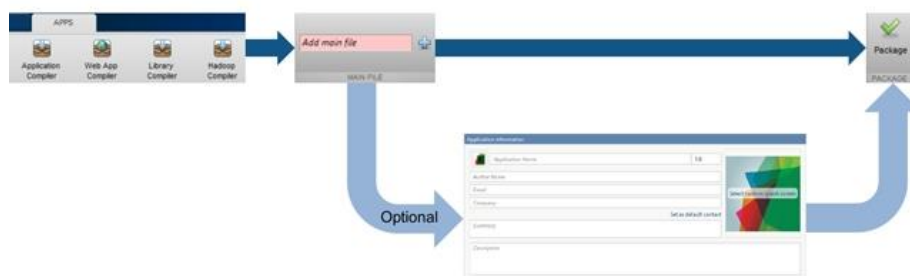 APPS
Application Compiler
Web App Compiler
Library Compiler
Hadoop Compiler
Add main file
MAIN FILE
Package
PACKAGE
Optional
Application Information
Application Name
1.0
Author Name
Email
Company
Set as default contact
Summary
Description
Select custom splash screen